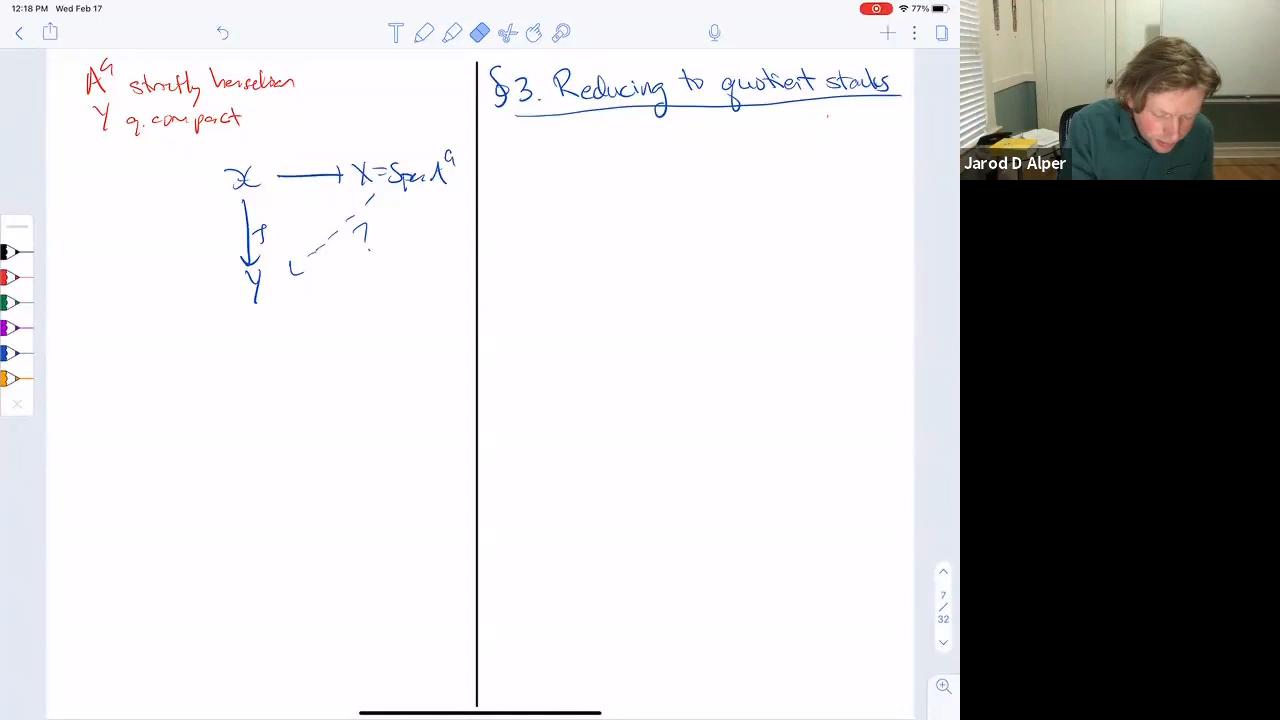 12:18 PM Wed Feb 17
77%
A^G strictly henselian
Y q. compact
𝒳 → X = Spec A^G
f
?
Y
§3. Reducing to quotient stacks
Jarod D Alper
7
/
32